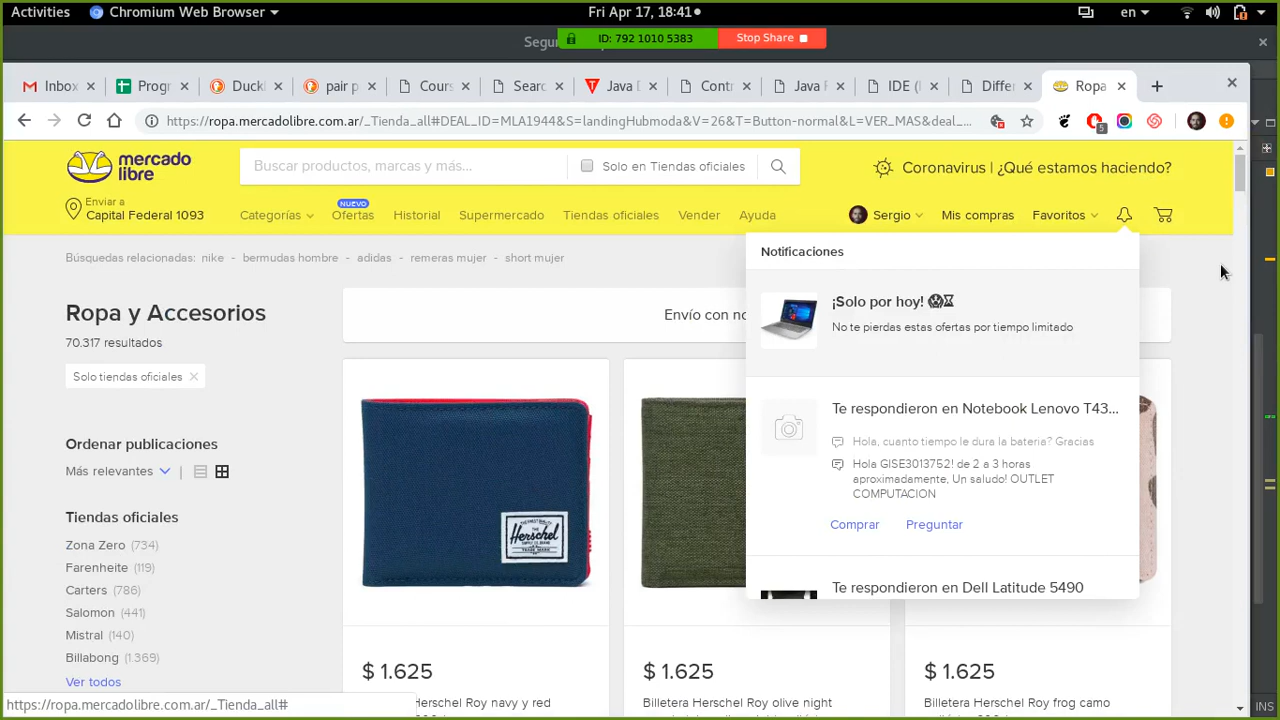 Activities
Chromium Web Browser
Fri Apr 17, 18:41
en
Segu
ID: 792 1010 5383
Stop Share
Inbox
Progr
Duckl
pair p
Cours
Searc
Java D
Contr
Java F
IDE (I
Differ
Ropa
https://ropa.mercadolibre.com.ar/_Tienda_all#DEAL_ID=MLA1944&S=landingHubmoda&V=26&T=Button-normal&L=VER_MAS&deal_...
5
mercado
libre
Buscar productos, marcas y más...
Solo en Tiendas oficiales
Coronavirus | ¿Qué estamos haciendo?
Enviar a
Capital Federal 1093
Categorías
NUEVO
Ofertas
Historial
Supermercado
Tiendas oficiales
Vender
Ayuda
Sergio
Mis compras
Favoritos
Búsquedas relacionadas: nike - bermudas hombre - adidas - remeras mujer - short mujer
Notificaciones
Ropa y Accesorios
70.317 resultados
Solo tiendas oficiales
Envío con no
¡Solo por hoy! 😱⌛
No te pierdas estas ofertas por tiempo limitado
Te respondieron en Notebook Lenovo T43...
Hola, cuanto tiempo le dura la bateria? Gracias
Hola GISE3013752! de 2 a 3 horas
aproximadamente, Un saludo! OUTLET
COMPUTACION
Comprar
Preguntar
Te respondieron en Dell Latitude 5490
Ordenar publicaciones
Más relevantes
Tiendas oficiales
Zona Zero (734)
Farenheite (119)
Carters (786)
Salomon (441)
Mistral (140)
Billabong (1.369)
Ver todos
Herschel
$ 1.625
$ 1.625
$ 1.625
Herschel Roy navy y red
Billetera Herschel Roy olive night
Billetera Herschel Roy frog camo
https://ropa.mercadolibre.com.ar/_Tienda_all#
INS